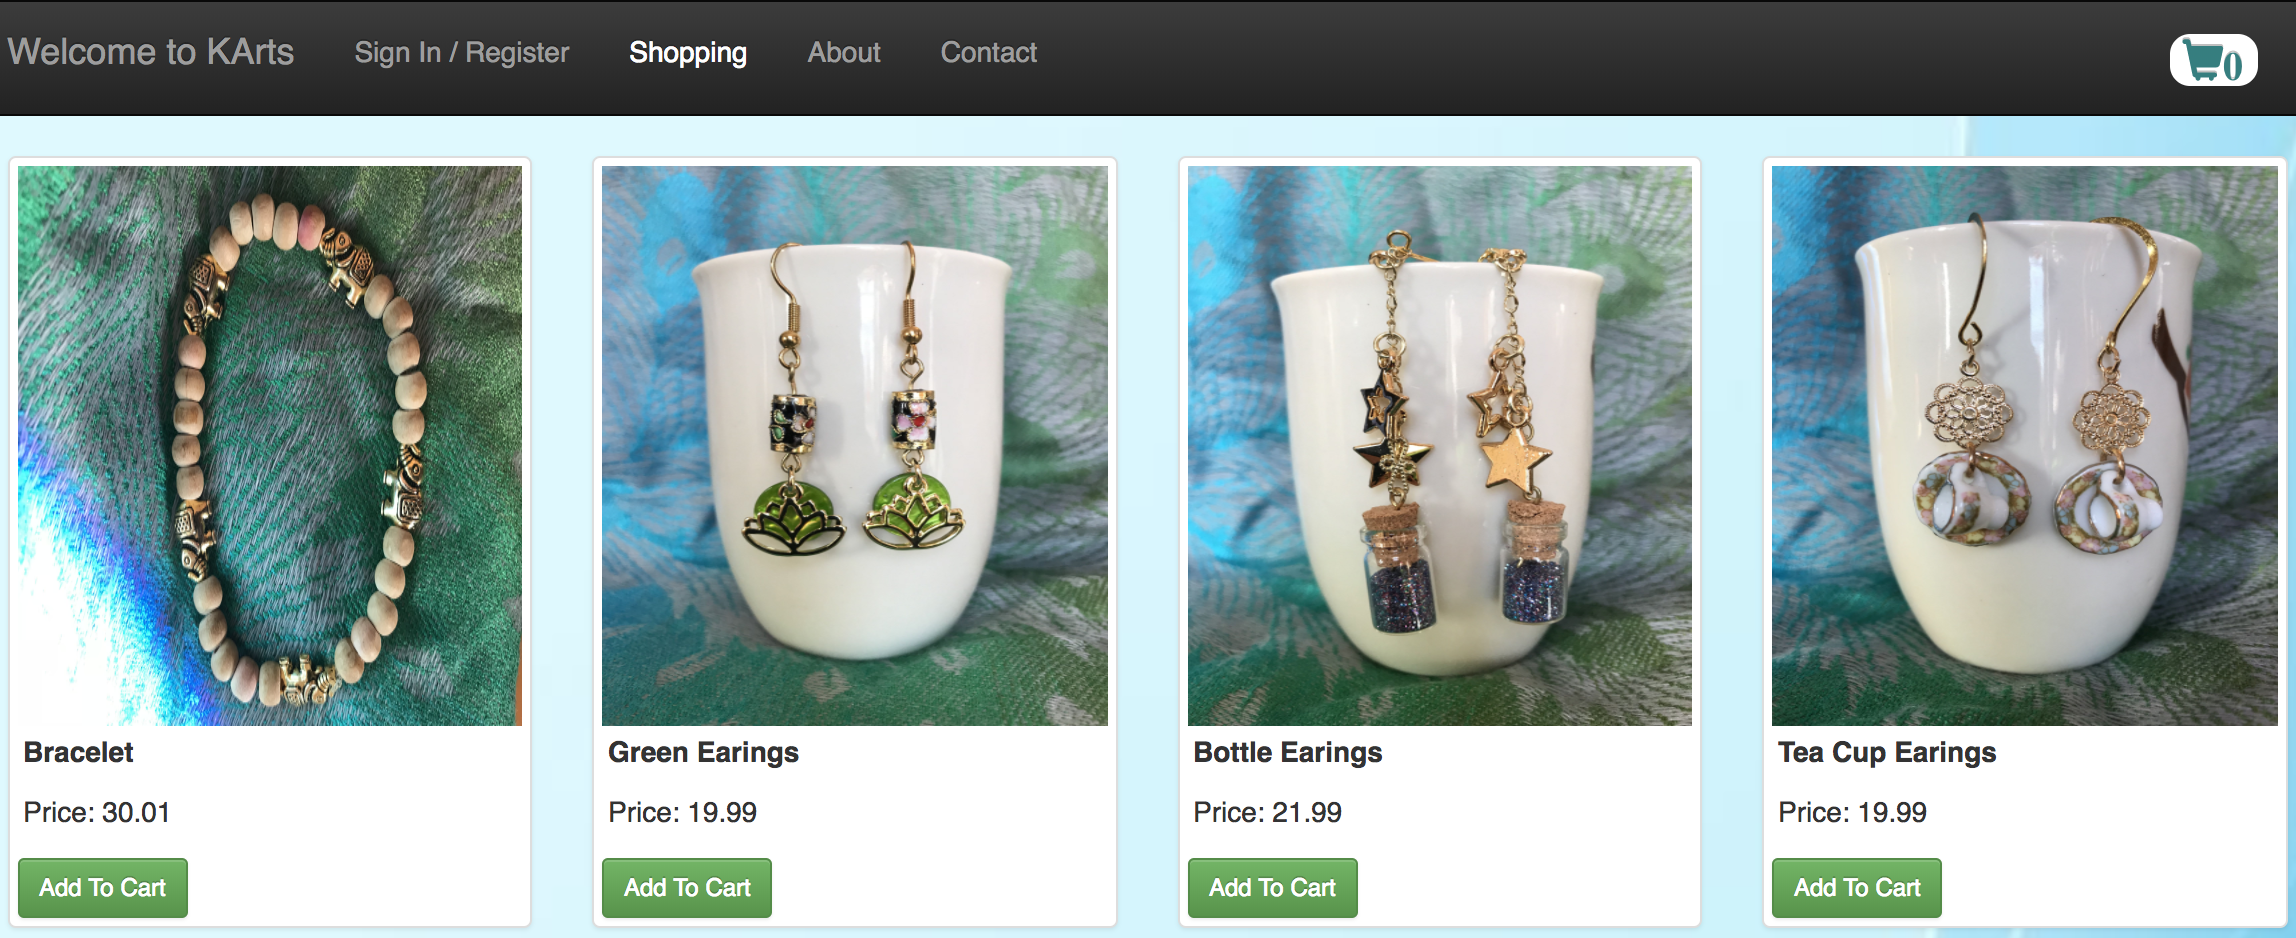 Welcome to KArts Sign In / Register Shopping About Contact 0
Bracelet
Price: 30.01
Add To Cart
Green Earings
Price: 19.99
Add To Cart
Bottle Earings
Price: 21.99
Add To Cart
Tea Cup Earings
Price: 19.99
Add To Cart